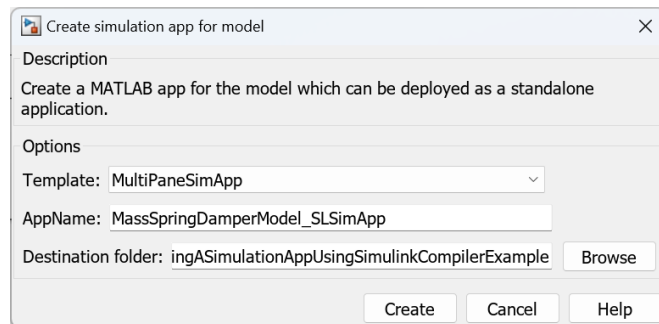 Create simulation app for model
Description
Create a MATLAB app for the model which can be deployed as a standalone
application.
Options
Template: MultiPaneSimApp
AppName: MassSpringDamperModel_SLSimApp
Destination folder: ingASimulationAppUsingSimulinkCompilerExample Browse
Create Cancel Help